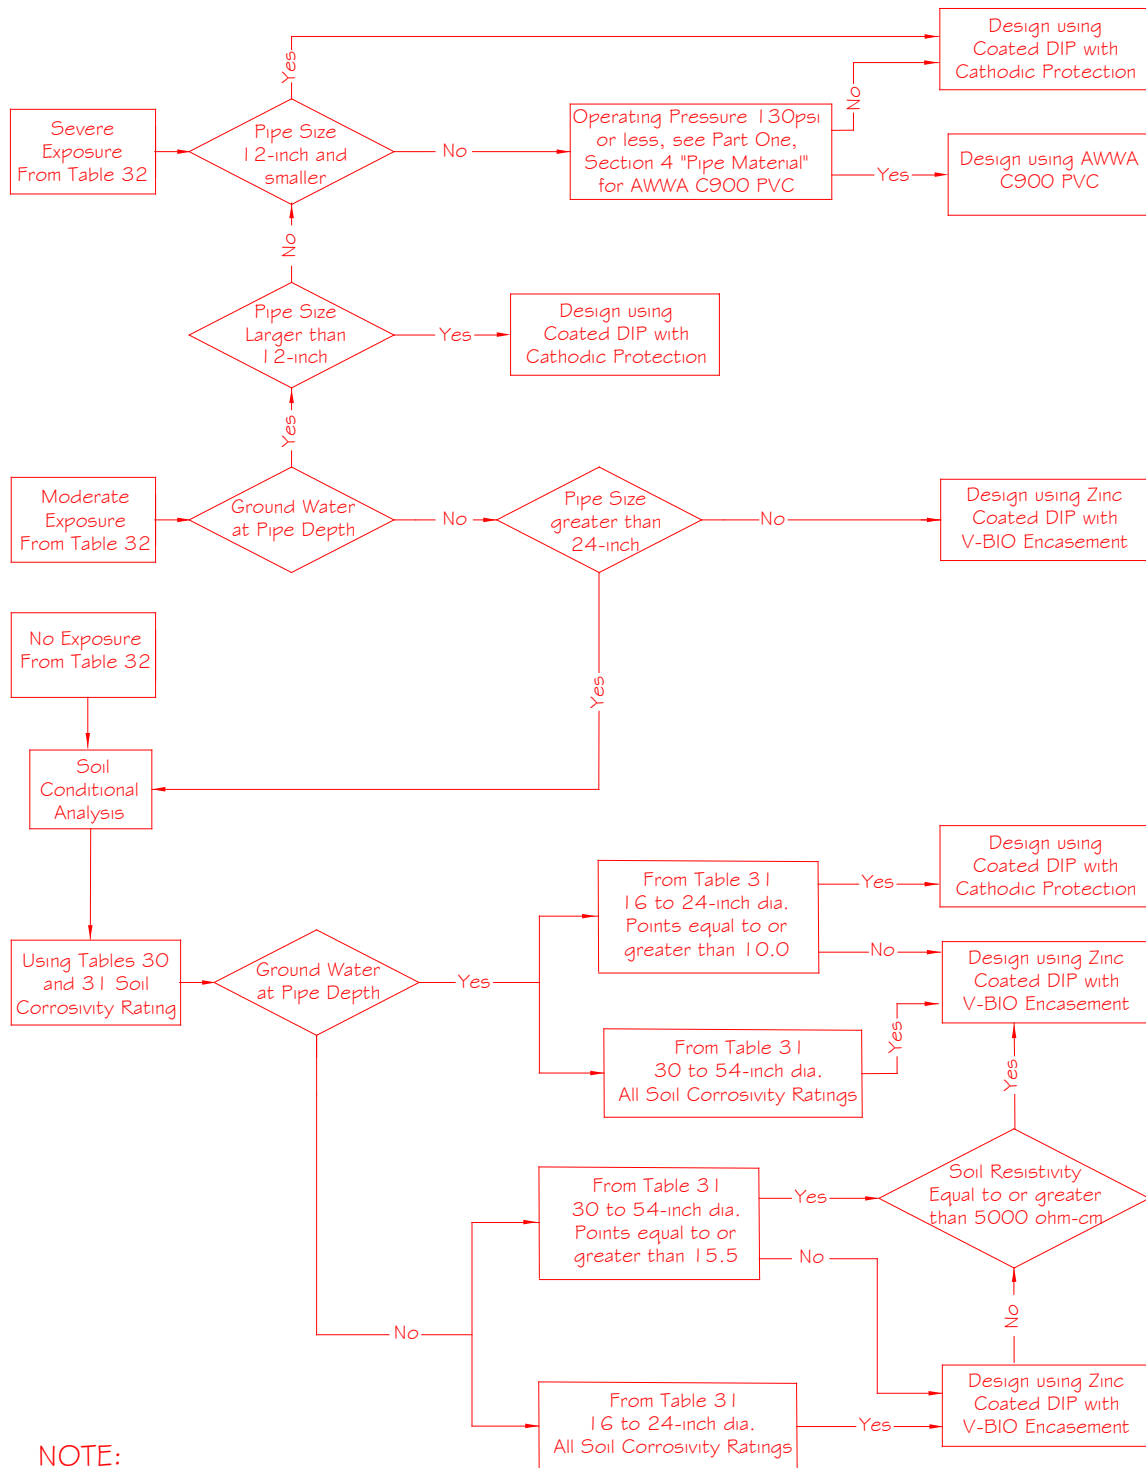 Design using
Coated DIP with
Cathodic Protection
Yes
No
Severe
Exposure
From Table 32
Pipe Size
12-inch and
smaller
No
Operating Pressure 130psi
or less, see Part One,
Section 4 "Pipe Material"
for AWWA C900 PVC
Yes
Design using AWWA
C900 PVC
No
Pipe Size
Larger than
12-inch
Yes
Design using
Coated DIP with
Cathodic Protection
Yes
Moderate
Exposure
From Table 32
Ground Water
at Pipe Depth
No
Pipe Size
greater than
24-inch
No
Design using Zinc
Coated DIP with
V-BIO Encasement
No Exposure
From Table 32
Yes
Soil
Conditional
Analysis
From Table 31
16 to 24-inch dia.
Points equal to or
greater than 10.0
Yes
Design using
Coated DIP with
Cathodic Protection
No
Using Tables 30
and 31 Soil
Corrosivity Rating
Ground Water
at Pipe Depth
Yes
Design using Zinc
Coated DIP with
V-BIO Encasement
From Table 31
30 to 54-inch dia.
All Soil Corrosivity Ratings
Yes
Yes
From Table 31
30 to 54-inch dia.
Points equal to or
greater than 15.5
Yes
Soil Resistivity
Equal to or greater
than 5000 ohm-cm
No
No
No
From Table 31
16 to 24-inch dia.
All Soil Corrosivity Ratings
Yes
Design using Zinc
Coated DIP with
V-BIO Encasement
NOTE: